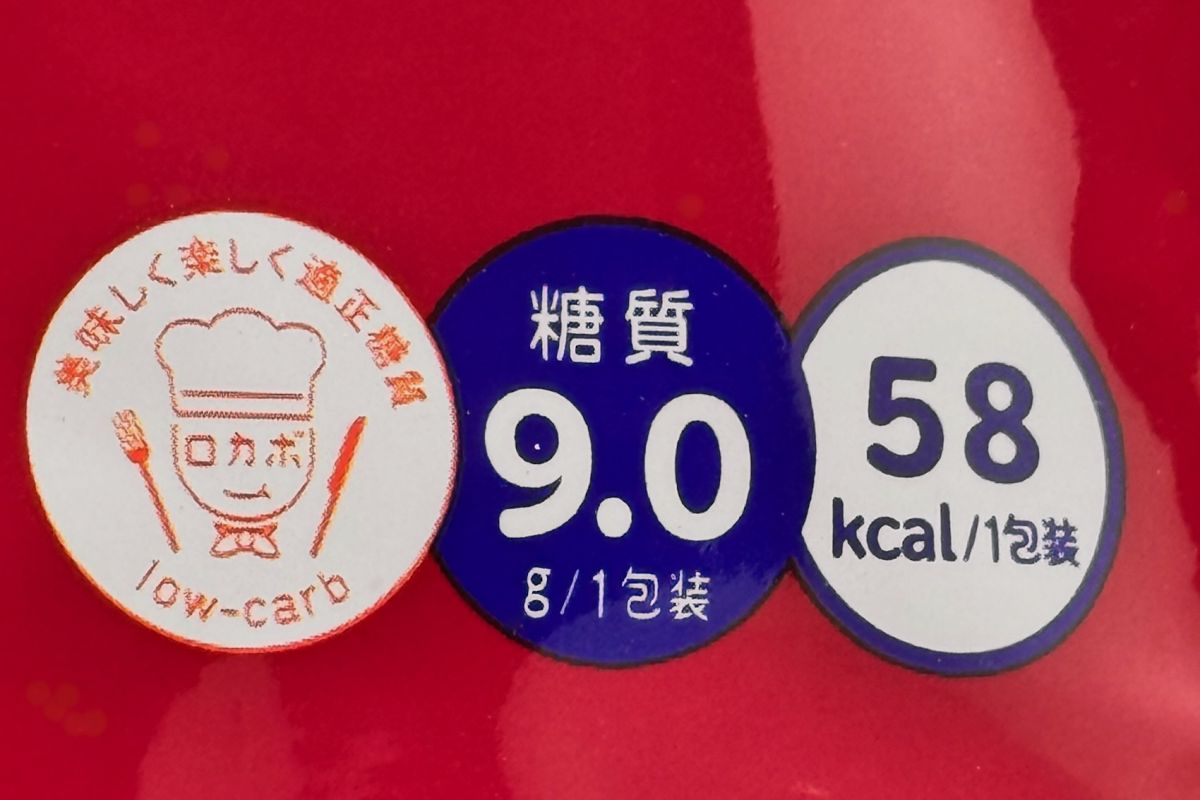 美味しく楽しく適正糖質
ロカボ
low-carb
糖質
9.0
g/1包装
58
kcal/1包装